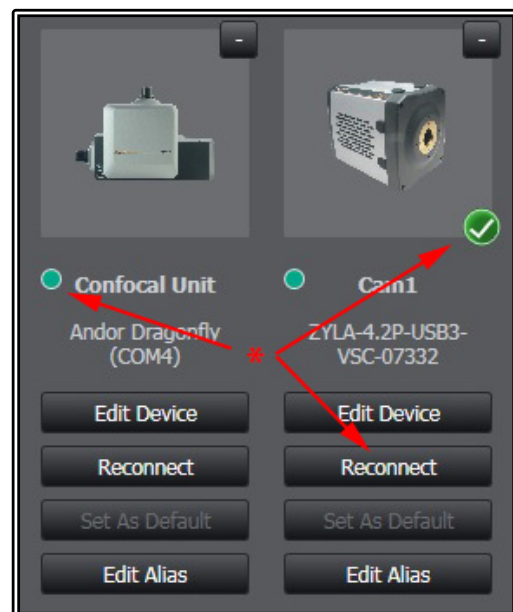 -
-
Confocal Unit
Cam1
Andor Dragonfly
(COM4)
*
ZYLA-4.2P-USB3-
VSC-07332
Edit Device
Edit Device
Reconnect
Reconnect
Set As Default
Set As Default
Edit Alias
Edit Alias